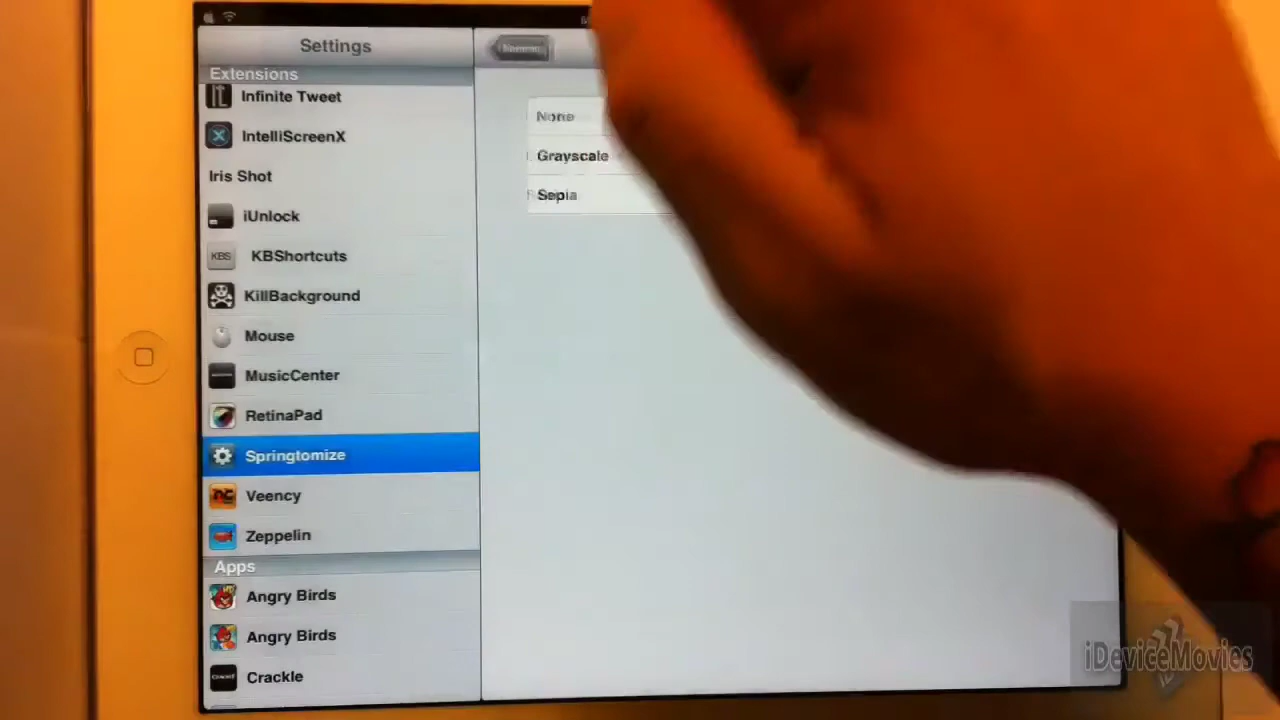 Settings
Extensions
Infinite Tweet
IntelliScreenX
Iris Shot
iUnlock
KBS KBShortcuts
KillBackground
Mouse
MusicCenter
RetinaPad
Springtomize
Veency
Zeppelin
Apps
Angry Birds
Angry Birds
Crackle
None
Grayscale
Sepia
iDeviceMovies